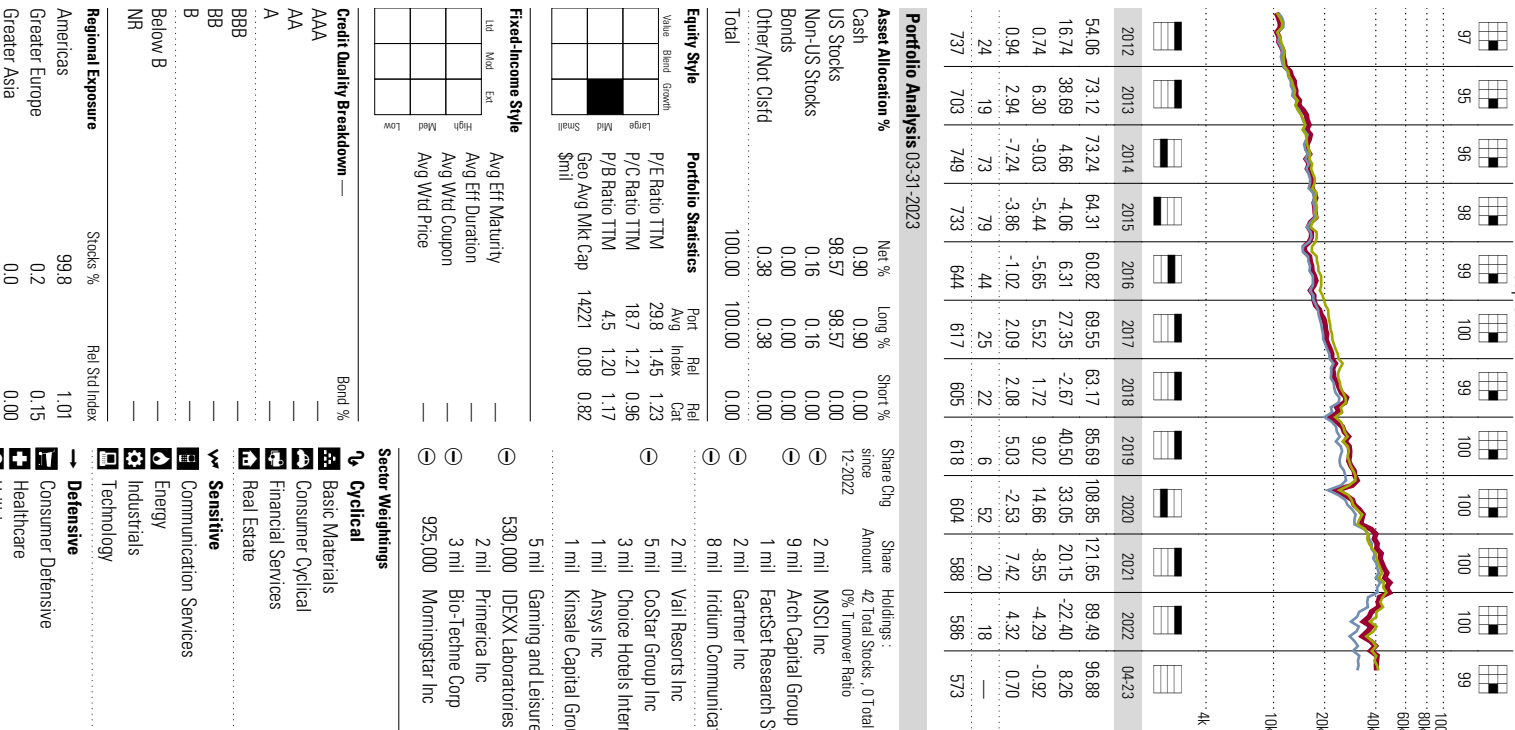 97 95 96 98 99 100 99 100 100 100 100 99
100
80k
60k
40k
20k
10k
4k
2012 2013 2014 2015 2016 2017 2018 2019 2020 2021 2022 04-23
54.06 73.12 73.24 64.31 60.82 69.55 63.17 85.69 108.85 121.65 89.49 96.88
16.74 38.69 4.66 -4.06 6.31 27.35 -2.67 40.50 33.05 20.15 -22.40 8.26
0.74 6.30 -9.03 -5.44 -5.65 5.52 1.72 9.02 14.66 -8.55 -4.29 -0.92
0.94 2.94 -7.24 -3.86 -1.02 2.09 2.08 5.03 -2.53 7.42 4.32 0.70
24 19 73 79 44 25 22 6 52 20 18 —
737 703 749 733 644 617 605 618 604 588 586 573
Portfolio Analysis 03-31-2023
Asset Allocation % Net % Long % Short %
Cash 0.90 0.90 0.00
US Stocks 98.57 98.57 0.00
Non-US Stocks 0.16 0.16 0.00
Bonds 0.00 0.00 0.00
Other/Not Clsfd 0.38 0.38 0.00
Total 100.00 100.00 0.00
Equity Style
Value Blend Growth
Large
Mid
Small
Portfolio Statistics Port Avg Rel Index Rel Cat
P/E Ratio TTM 29.8 1.45 1.23
P/C Ratio TTM 18.7 1.21 0.96
P/B Ratio TTM 4.5 1.20 1.17
Geo Avg Mkt Cap $mil 14221 0.08 0.82
Fixed-Income Style
Ltd Mod Ext
High
Med
Low
Avg Eff Maturity —
Avg Eff Duration —
Avg Wtd Coupon —
Avg Wtd Price —
Credit Quality Breakdown — Bond %
AAA —
AA —
A —
BBB —
BB —
B —
Below B —
NR —
Regional Exposure Stocks % Rel Std Index
Americas 99.8 1.01
Greater Europe 0.2 0.15
Greater Asia 0.0 0.00
Share Chg since 12-2022
Share Amount
Holdings :
42 Total Stocks , 0 Total
0% Turnover Ratio
2 mil MSCI Inc
9 mil Arch Capital Group
1 mil FactSet Research S
2 mil Gartner Inc
8 mil Iridium Communicat
2 mil Vail Resorts Inc
5 mil CoStar Group Inc
3 mil Choice Hotels Intern
1 mil Ansys Inc
1 mil Kinsale Capital Grou
5 mil Gaming and Leisure
530,000 IDEXX Laboratories
2 mil Primerica Inc
3 mil Bio-Techne Corp
925,000 Morningstar Inc
Sector Weightings
Cyclical
Basic Materials
Consumer Cyclical
Financial Services
Real Estate
Sensitive
Communication Services
Energy
Industrials
Technology
Defensive
Consumer Defensive
Healthcare